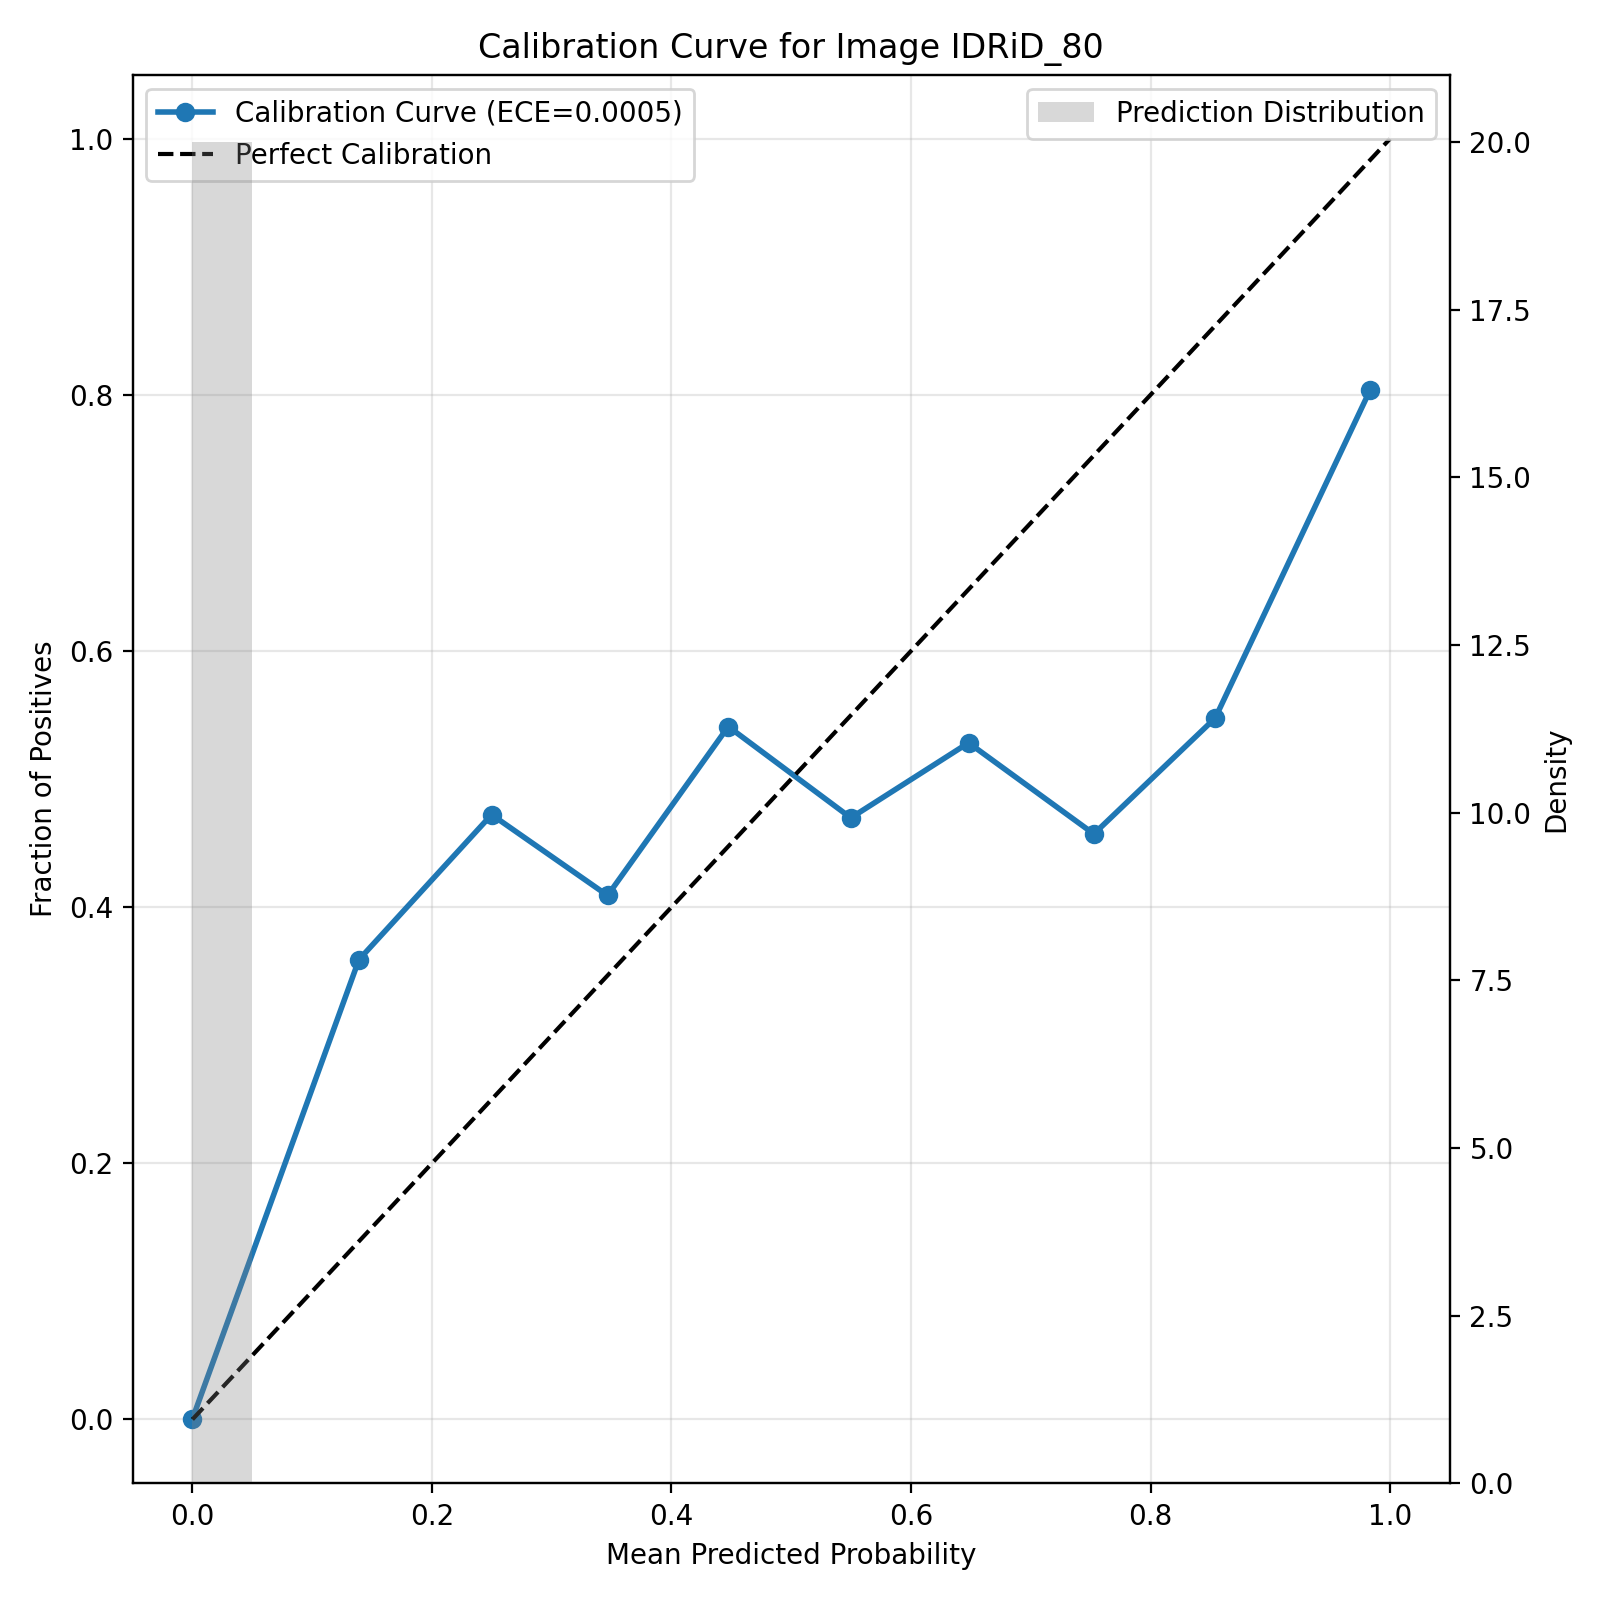 Calibration Curve for Image IDRiD_80
Calibration Curve (ECE=0.0005)
Perfect Calibration
Prediction Distribution
Fraction of Positives
1.0
0.8
0.6
0.4
0.2
0.0
20.0
17.5
15.0
12.5
10.0
7.5
5.0
2.5
0.0
Density
0.0 0.2 0.4 0.6 0.8 1.0
Mean Predicted Probability